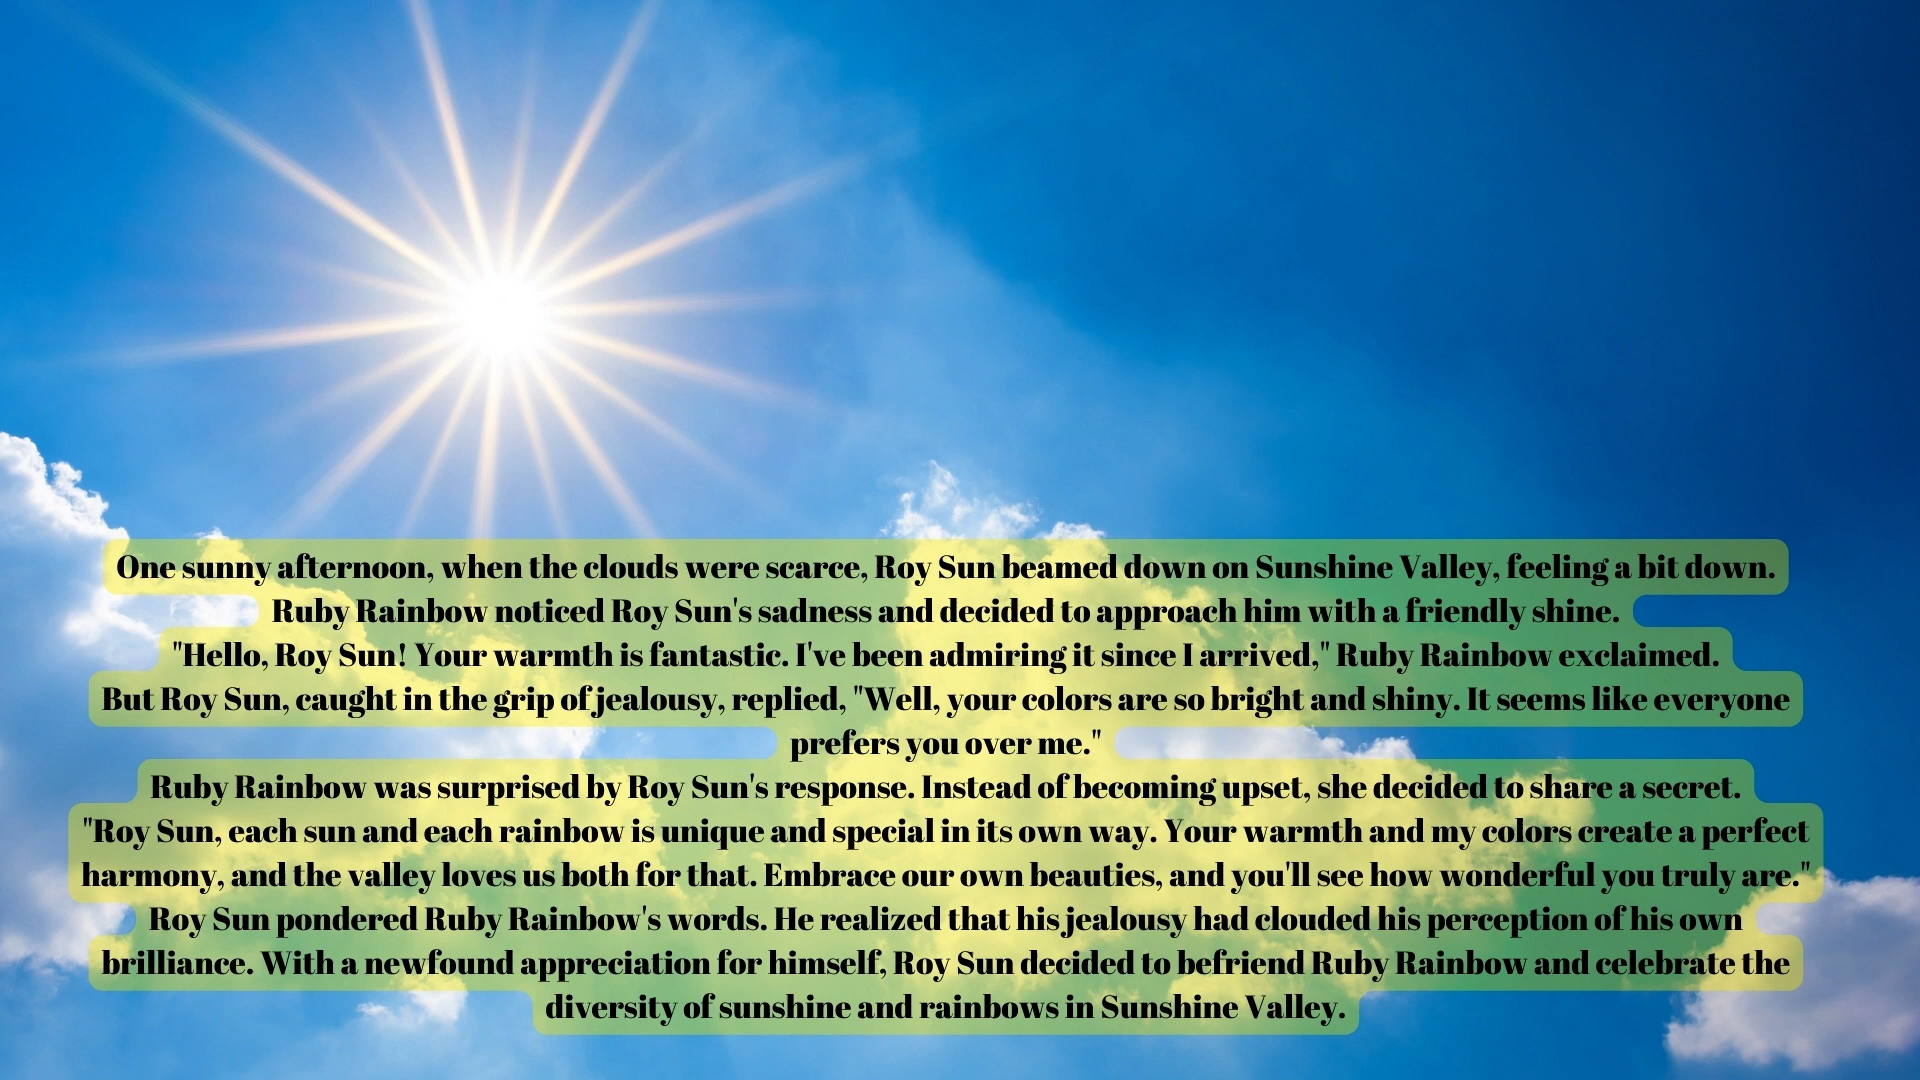 One sunny afternoon, when the clouds were scarce, Roy Sun beamed down on Sunshine Valley, feeling a bit down.
Ruby Rainbow noticed Roy Sun's sadness and decided to approach him with a friendly shine.
"Hello, Roy Sun! Your warmth is fantastic. I've been admiring it since I arrived," Ruby Rainbow exclaimed.
But Roy Sun, caught in the grip of jealousy, replied, "Well, your colors are so bright and shiny. It seems like everyone
prefers you over me."
Ruby Rainbow was surprised by Roy Sun's response. Instead of becoming upset, she decided to share a secret.
"Roy Sun, each sun and each rainbow is unique and special in its own way. Your warmth and my colors create a perfect
harmony, and the valley loves us both for that. Embrace our own beauties, and you'll see how wonderful you truly are."
Roy Sun pondered Ruby Rainbow's words. He realized that his jealousy had clouded his perception of his own
brilliance. With a newfound appreciation for himself, Roy Sun decided to befriend Ruby Rainbow and celebrate the
diversity of sunshine and rainbows in Sunshine Valley.